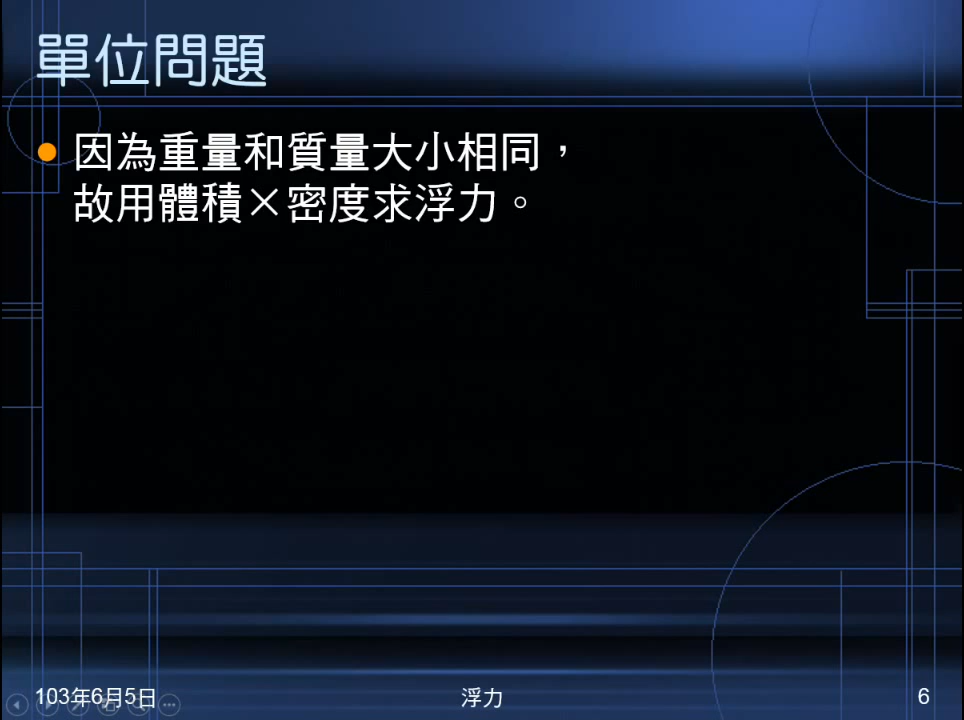 單位問題
因為重量和質量大小相同，
故用體積×密度求浮力。
103年6月5日
浮力
6